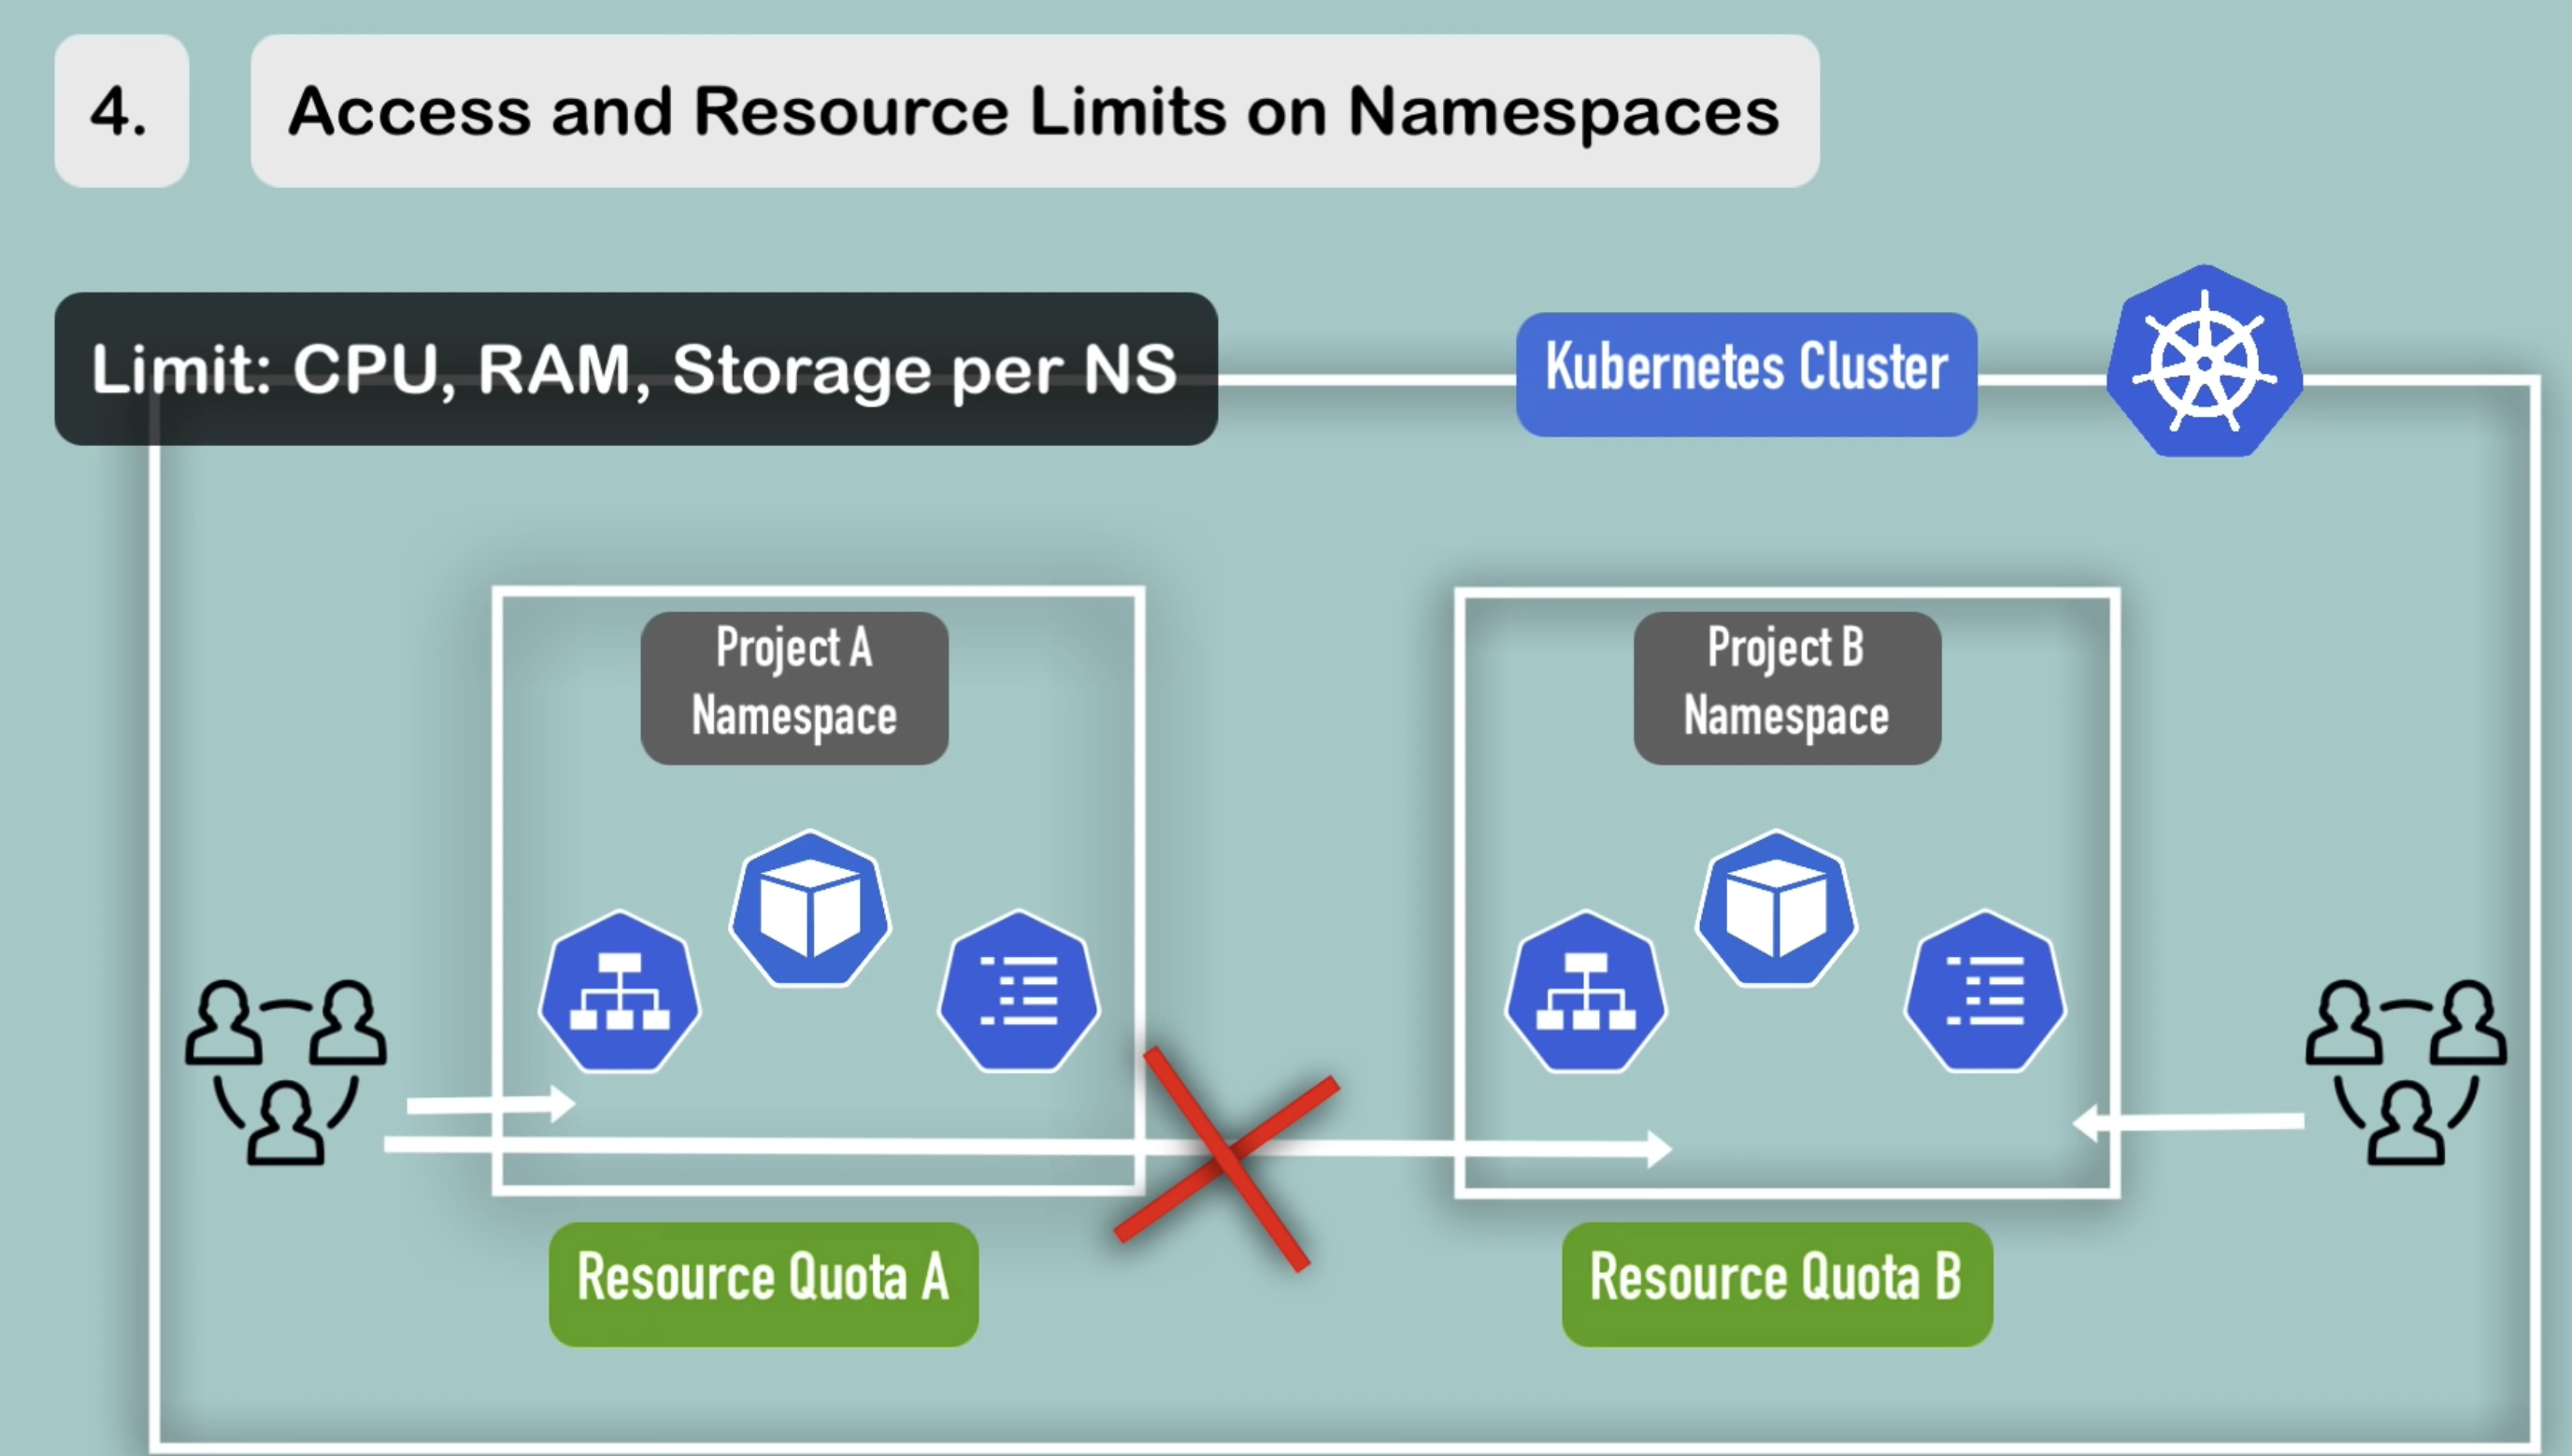 4.
Access and Resource Limits on Namespaces
Limit: CPU, RAM, Storage per NS
Kubernetes Cluster
Project A
Namespace
Project B
Namespace
Resource Quota A
Resource Quota B